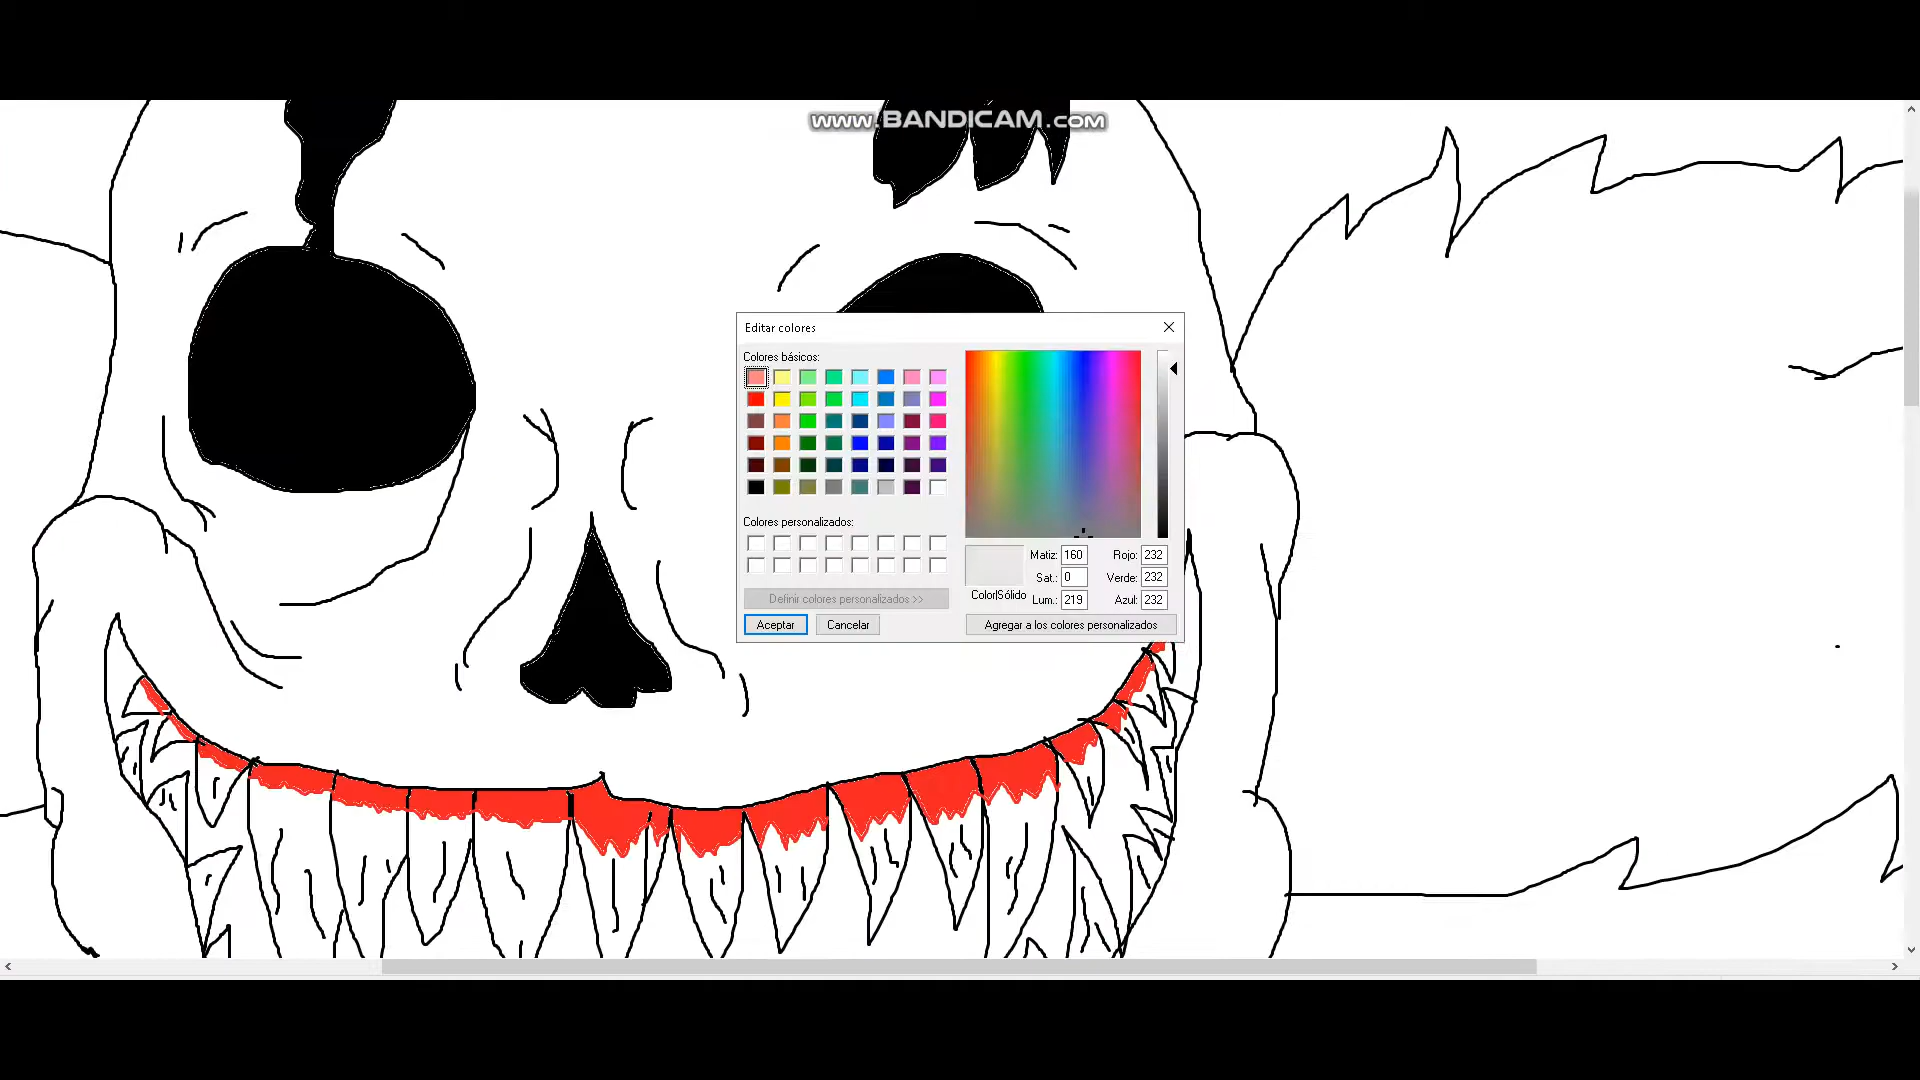 www.BANDICAM.com
Editar colores
Colores básicos:
Colores personalizados:
Matiz: 160
Rojo: 232
Sat.: 0
Verde: 232
Color|Sólido
Lum.: 219
Azul: 232
Definir colores personalizados >>
Aceptar
Cancelar
Agregar a los colores personalizados